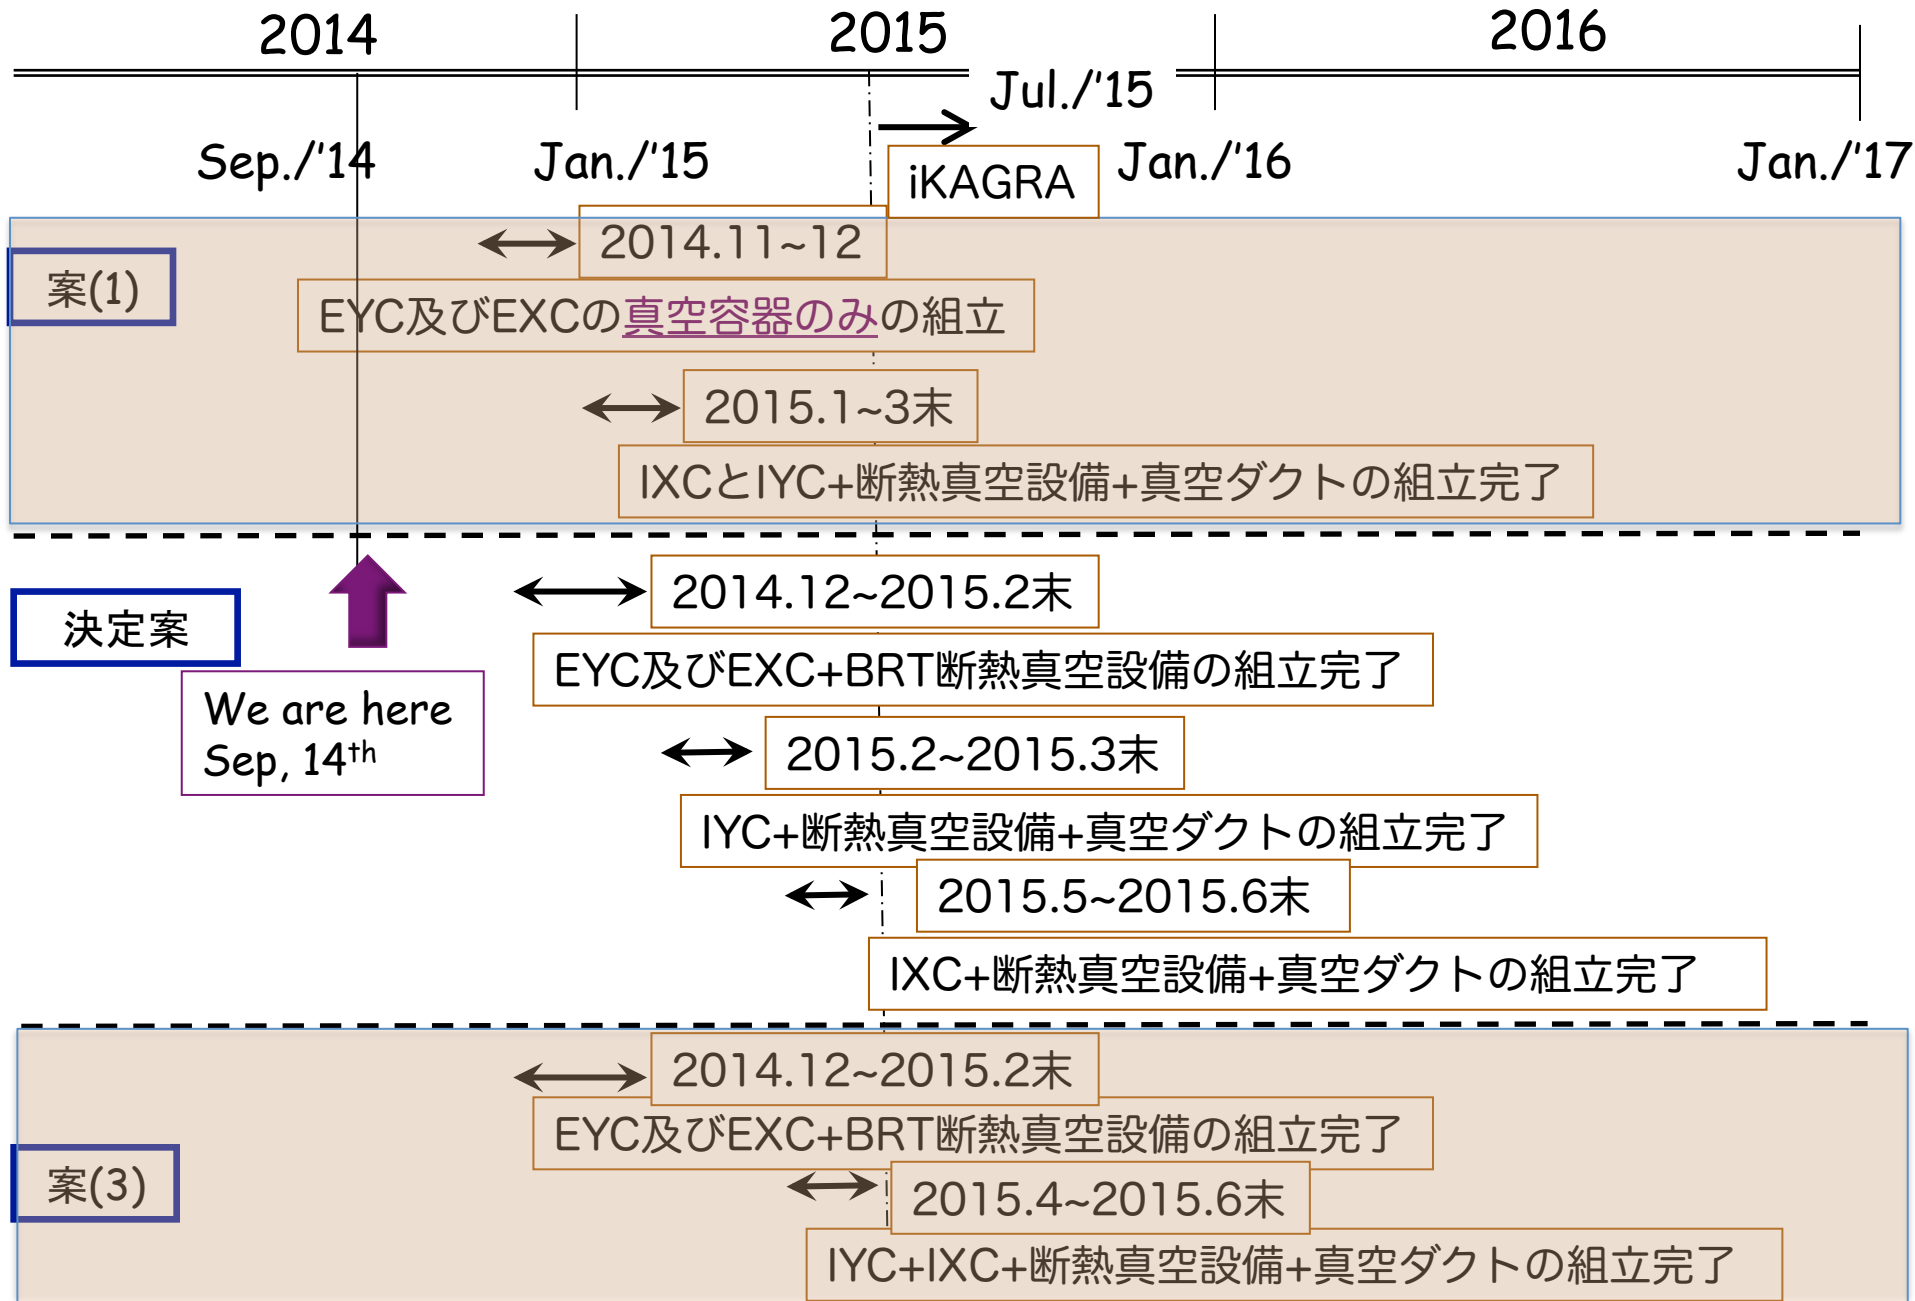 2014
2015
2016
Jul./'15
Sep./'14
Jan./'15
Jan./'16
Jan./'17
iKAGRA
案(1)
2014.11~12
EYC及びEXCの真空容器のみの組立
2015.1~3末
IXCとIYC+断熱真空設備+真空ダクトの組立完了
決定案
We are here
Sep, 14th
2014.12~2015.2末
EYC及びEXC+BRT断熱真空設備の組立完了
2015.2~2015.3末
IYC+断熱真空設備+真空ダクトの組立完了
2015.5~2015.6末
IXC+断熱真空設備+真空ダクトの組立完了
案(3)
2014.12~2015.2末
EYC及びEXC+BRT断熱真空設備の組立完了
2015.4~2015.6末
IYC+IXC+断熱真空設備+真空ダクトの組立完了